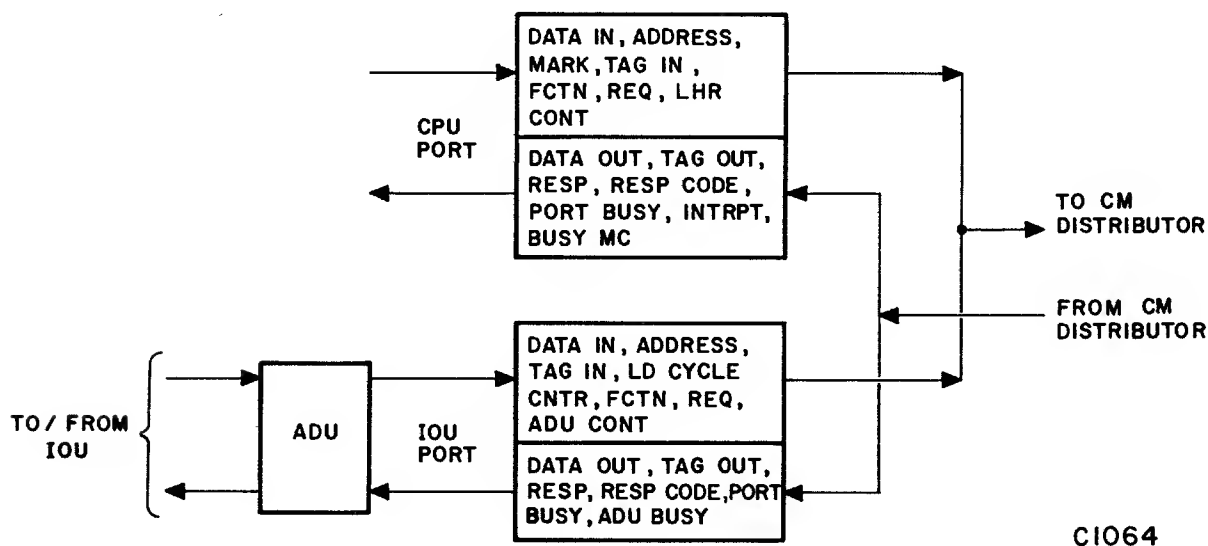 DATA IN, ADDRESS,
MARK, TAG IN,
FCTN, REQ, LHR
CONT
CPU
PORT
DATA OUT, TAG OUT,
RESP, RESP CODE,
PORT BUSY, INTRPT,
BUSY MC
TO CM
DISTRIBUTOR
FROM CM
DISTRIBUTOR
DATA IN, ADDRESS,
TAG IN, LD CYCLE
CNTR, FCTN, REQ,
ADU CONT
TO / FROM
IOU
ADU
IOU
PORT
DATA OUT, TAG OUT,
RESP, RESP CODE, PORT
BUSY, ADU BUSY
C1064